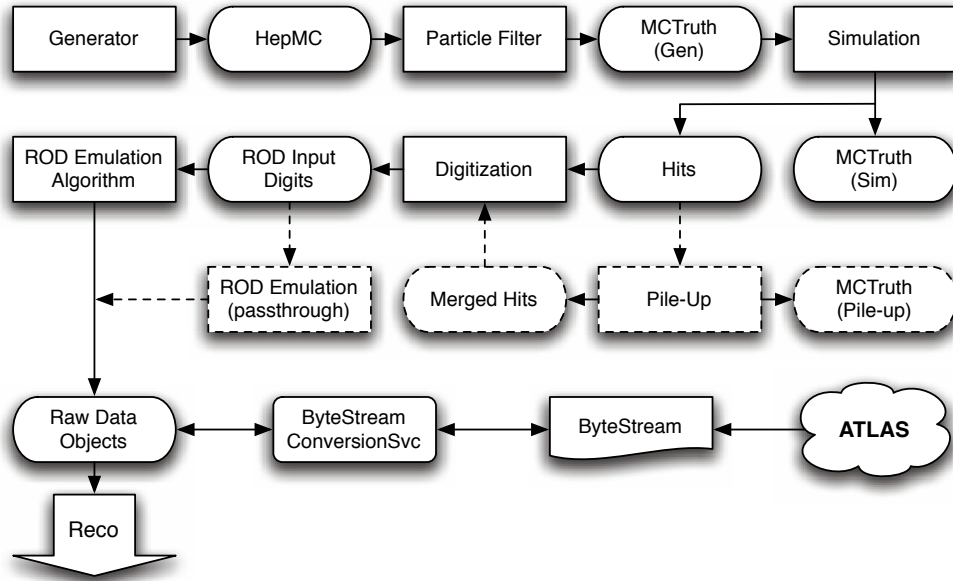 Generator
HepMC
Particle Filter
MCTruth
(Gen)
Simulation
ROD Emulation
Algorithm
ROD Input
Digits
Digitization
Hits
MCTruth
(Sim)
ROD Emulation
(passthrough)
Merged Hits
Pile-Up
MCTruth
(Pile-up)
Raw Data
Objects
ByteStream
ConversionSvc
ByteStream
ATLAS
Reco